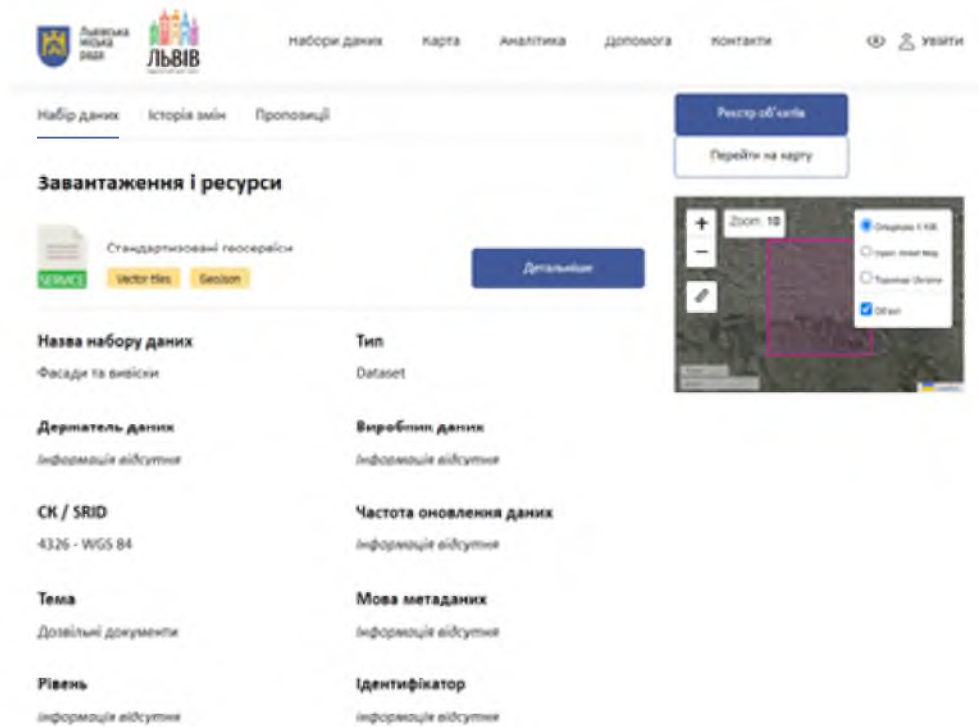 Львівська
міська
рада
ЛЬВІВ
Набори даних Карта Аналітика Допомога Контакти Увійти
Набір даних Історія змін Пропозиції
Реєстр об'єктів
Перейти на карту
Завантаження і ресурси
Стандартизовані геосервіси
SERVICE Vector tiles GeoJson
Детальніше
+ Zoom: 10
−
Об'єкт
Назва набору даних Тип
Фасади та вивіски Dataset
Держатель даних Виробник даних
Інформація відсутня Інформація відсутня
СК / SRID Частота оновлення даних
4326 - WGS 84 Інформація відсутня
Тема Мова метаданих
Дозвільні документи Інформація відсутня
Рівень Ідентифікатор
Інформація відсутня Інформація відсутня